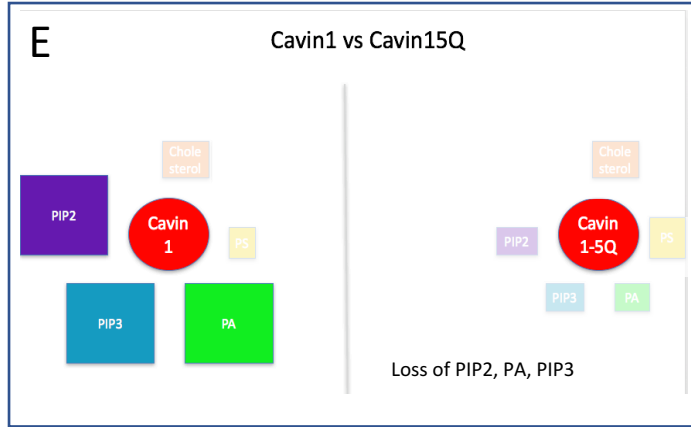 E
Cavin1 vs Cavin15Q
Chole
sterol
PIP2
Cavin
1
PS
PIP3
PA
Chole
sterol
PIP2
Cavin
1-5Q
PS
PIP3
PA
Loss of PIP2, PA, PIP3